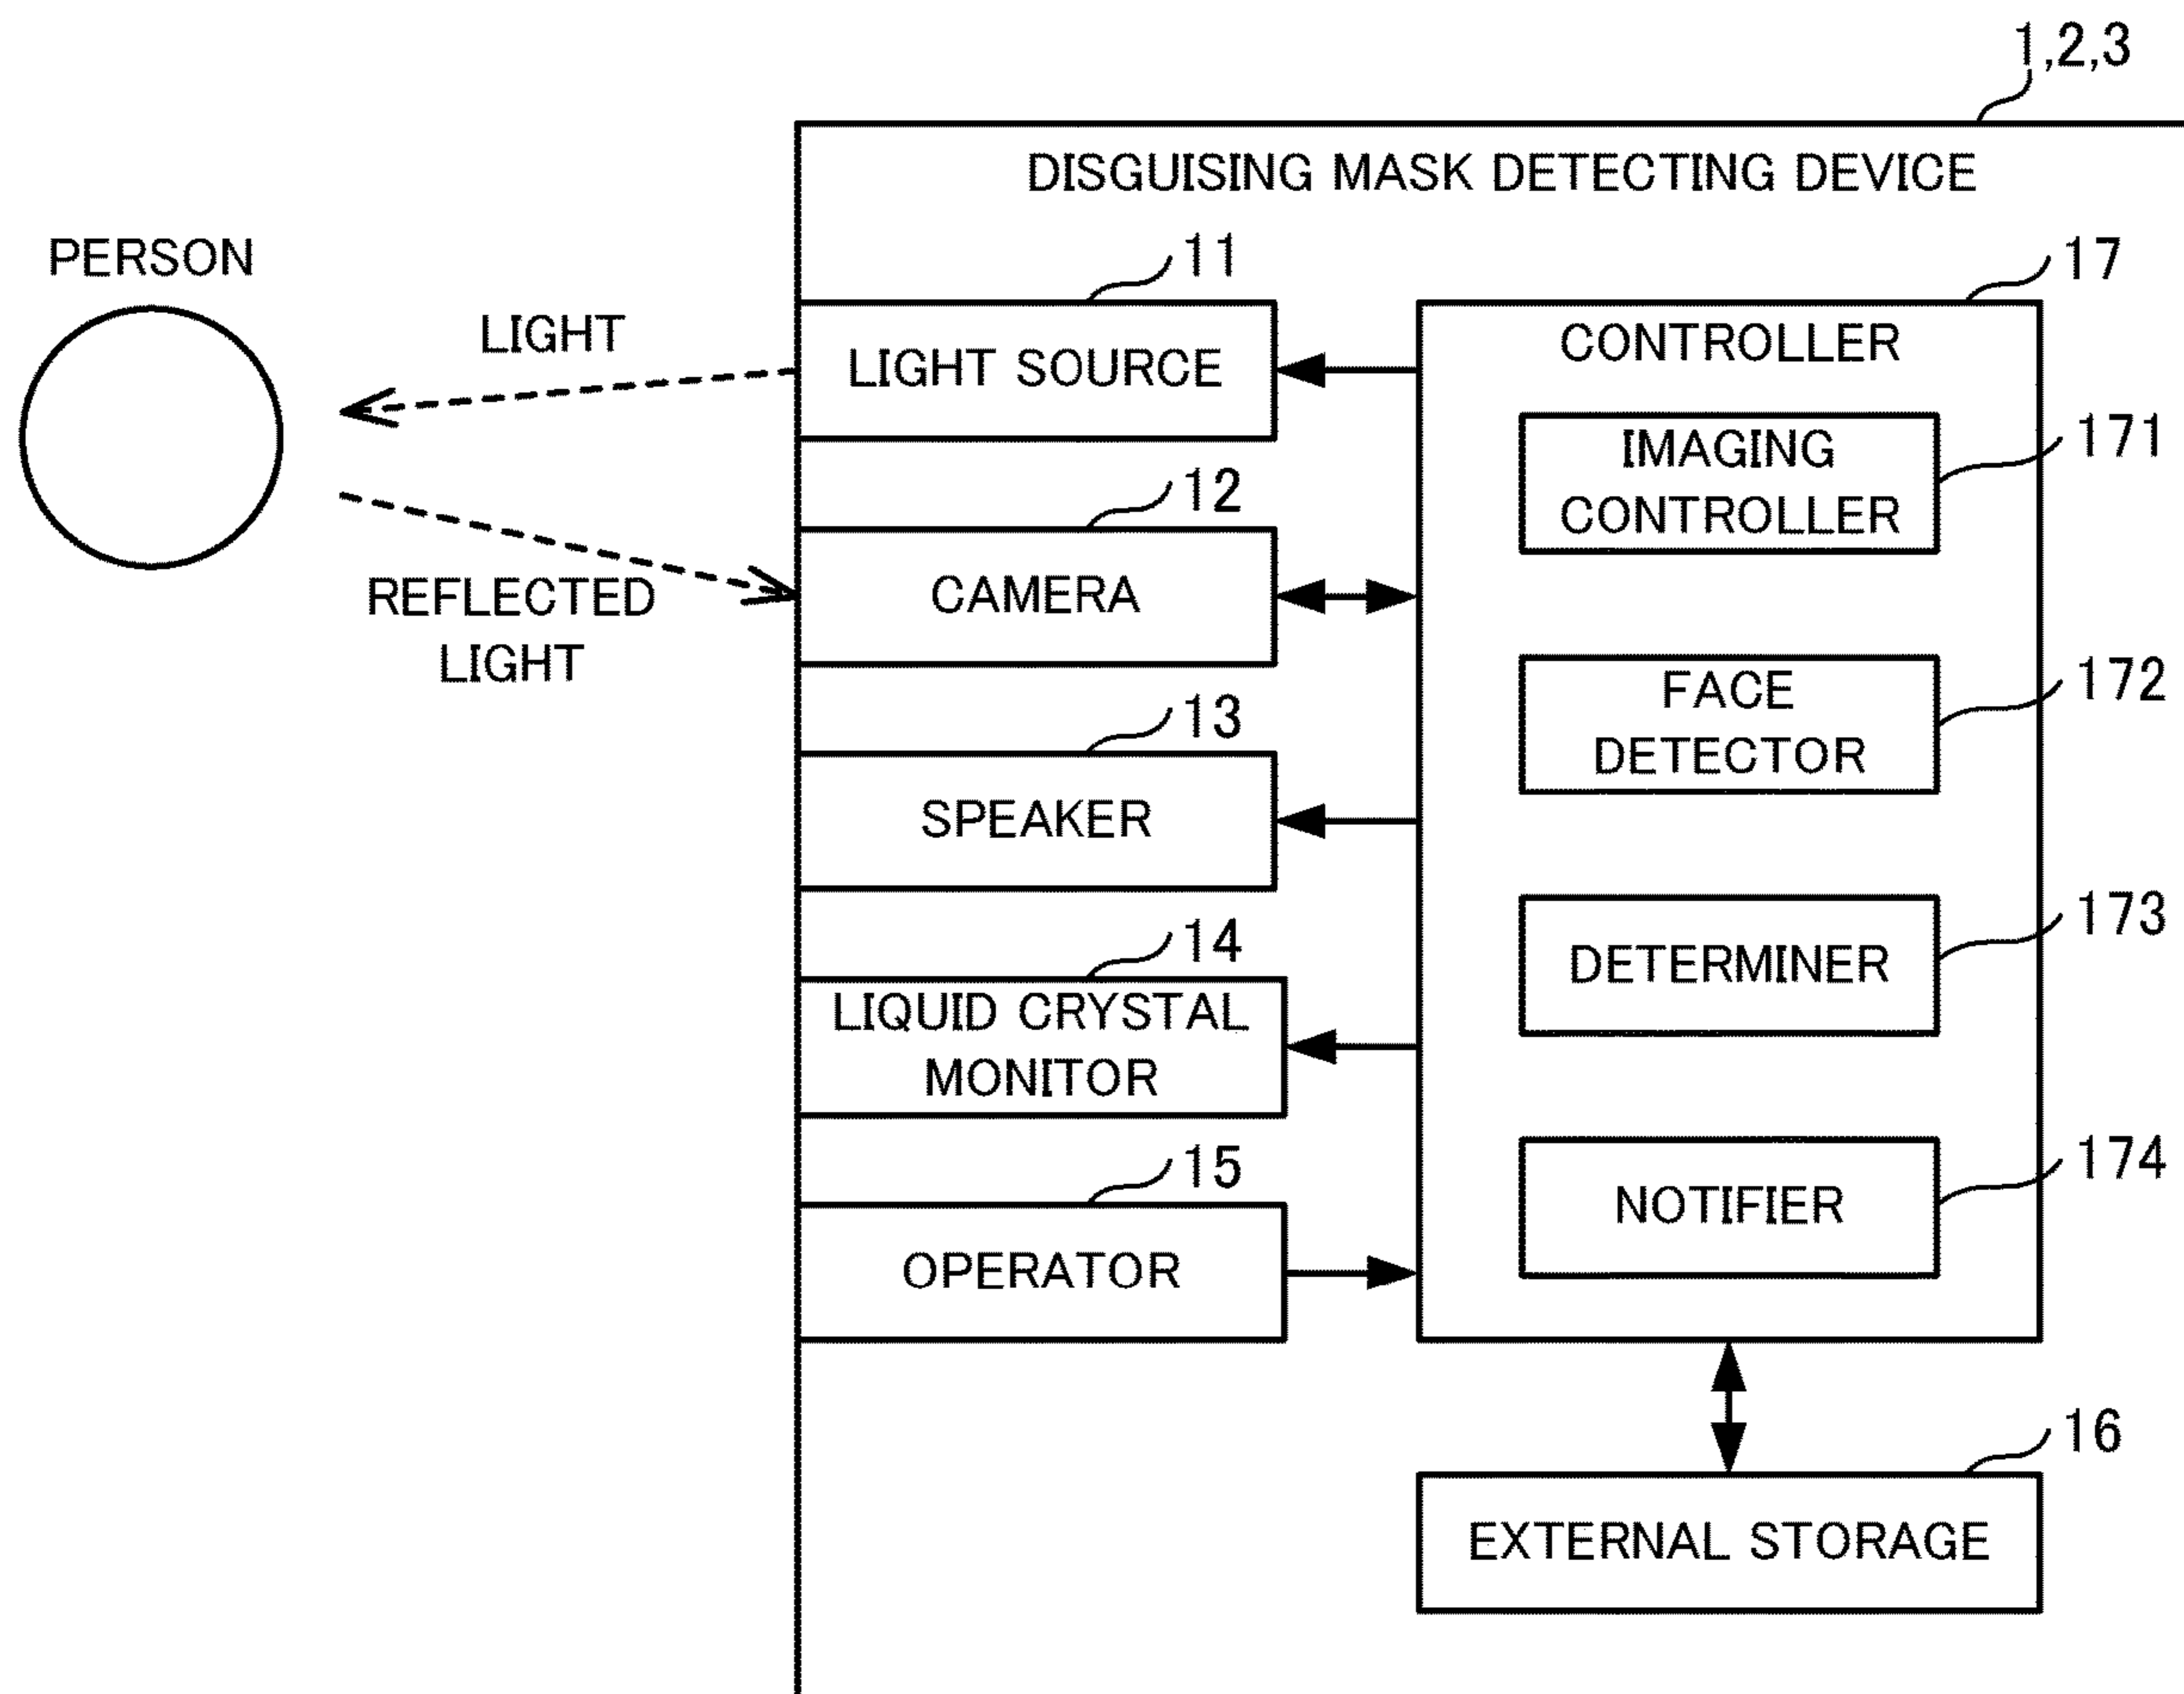 1,2,3
DISGUISING MASK DETECTING DEVICE
PERSON
LIGHT
REFLECTED
LIGHT
11
LIGHT SOURCE
12
CAMERA
13
SPEAKER
14
LIQUID CRYSTAL
MONITOR
15
OPERATOR
17
CONTROLLER
171
IMAGING
CONTROLLER
172
FACE
DETECTOR
173
DETERMINER
174
NOTIFIER
16
EXTERNAL STORAGE